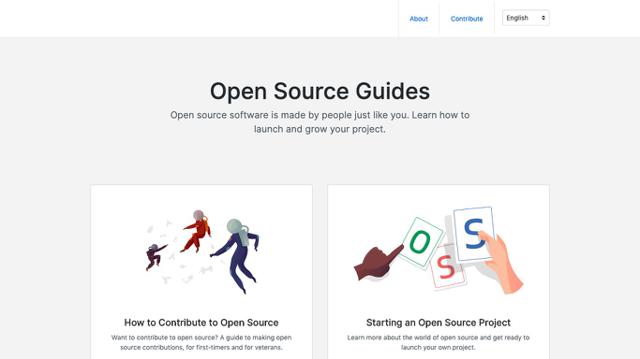 About
Contribute
English
Open Source Guides
Open source software is made by people just like you. Learn how to
launch and grow your project.
O
S
S
How to Contribute to Open Source
Want to contribute to open source? A guide to making open
source contributions, for first-timers and for veterans.
Starting an Open Source Project
Learn more about the world of open source and get ready to
launch your own project.